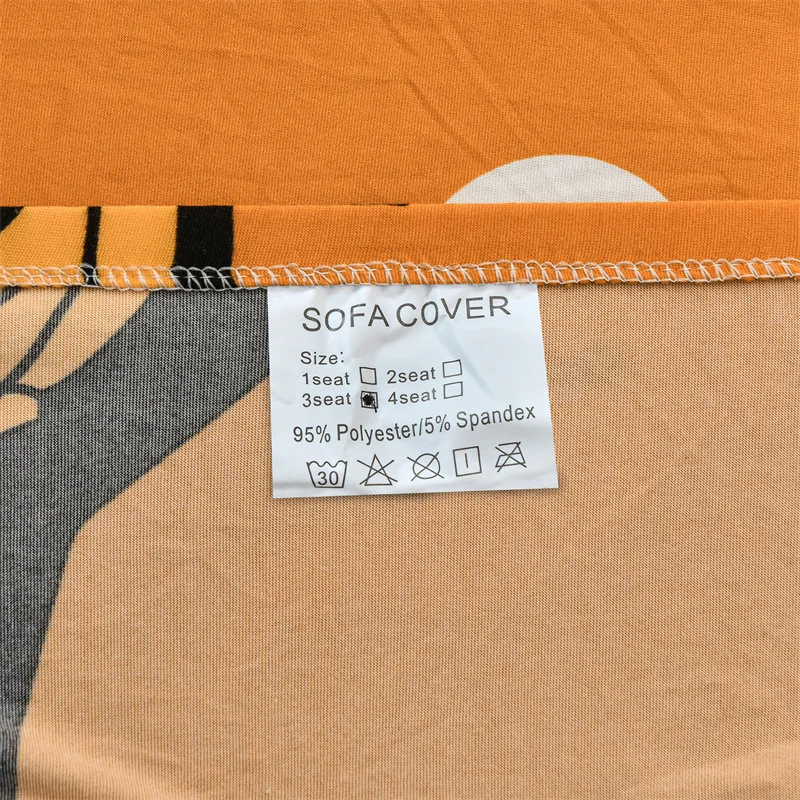 SOFA COVER
Size:
1seat 2seat
3seat 4seat
95% Polyester/5% Spandex
30